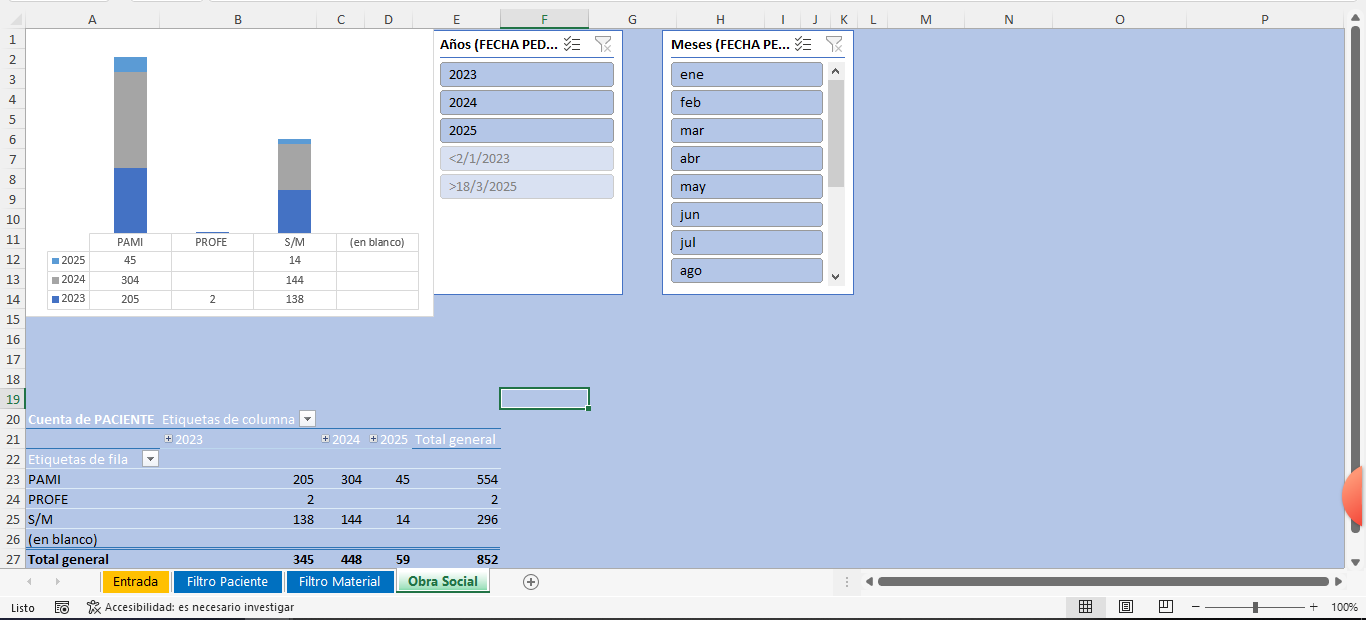 A B C D E F G H I J K L M N O P
1 Años (FECHA PED... Meses (FECHA PE...
2
3 2023 ene
4 2024 feb
5
6 2025 mar
7 <2/1/2023 abr
8 >18/3/2025 may
9
10 jun
11 PAMI PROFE S/M (en blanco) jul
12 2025 45 14
13 2024 304 144 ago
14 2023 205 2 138
15
16
17
18
19
20 Cuenta de PACIENTE Etiquetas de columna
21 2023 2024 2025 Total general
22 Etiquetas de fila
23 PAMI 205 304 45 554
24 PROFE 2 2
25 S/M 138 144 14 296
26 (en blanco)
27 Total general 345 448 59 852
Entrada Filtro Paciente Filtro Material Obra Social
Listo Accesibilidad: es necesario investigar 100%